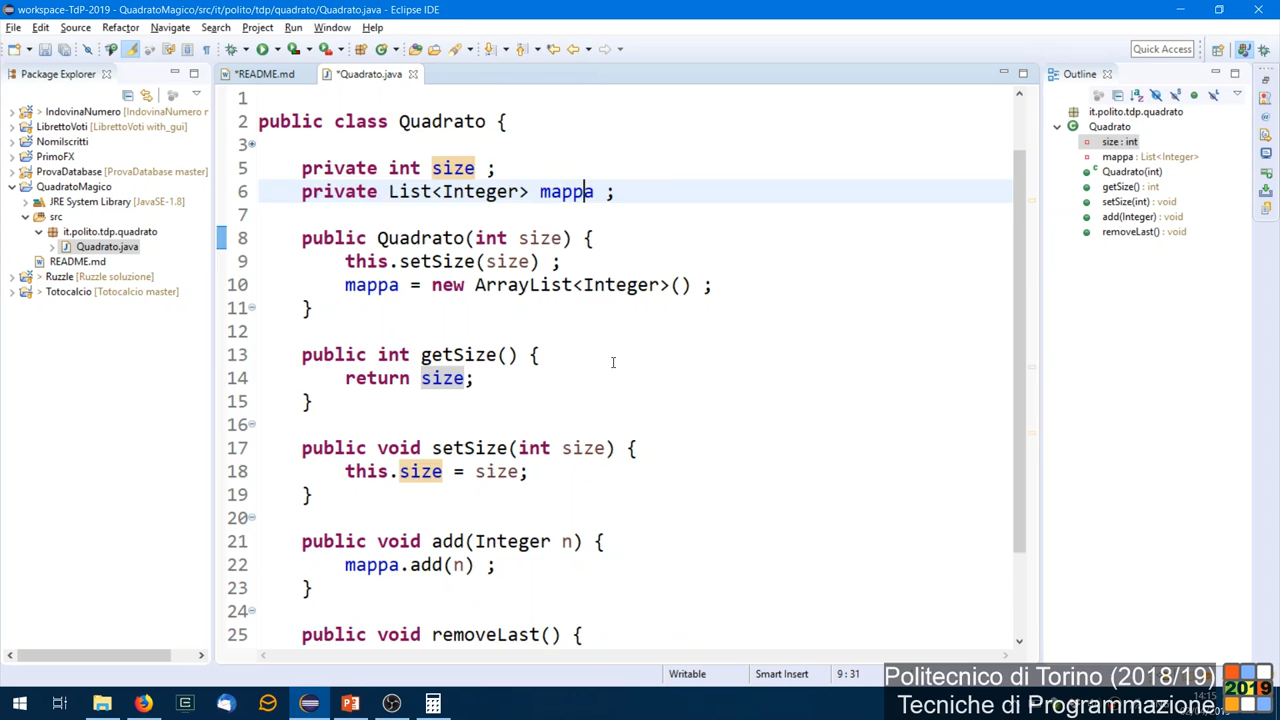 workspace-TdP-2019 - QuadratoMagico/src/it/polito/tdp/quadrato/Quadrato.java - Eclipse IDE
File Edit Source Refactor Navigate Search Project Run Window Help
Quick Access
Package Explorer
*README.md
*Quadrato.java
Outline
> IndovinaNumero [IndovinaNumero r
LibrettoVoti [LibrettoVoti with_gui]
NomiIscritti
PrimoFX
ProvaDatabase [ProvaDatabase mast
QuadratoMagico
JRE System Library [JavaSE-1.8]
src
it.polito.tdp.quadrato
Quadrato.java
README.md
> Ruzzle [Ruzzle soluzione]
> Totocalcio [Totocalcio master]
1
2 public class Quadrato {
3
5 private int size ;
6 private List<Integer> mappa ;
7
8 public Quadrato(int size) {
9 this.setSize(size) ;
10 mappa = new ArrayList<Integer>() ;
11 }
12
13 public int getSize() {
14 return size;
15 }
16
17 public void setSize(int size) {
18 this.size = size;
19 }
20
21 public void add(Integer n) {
22 mappa.add(n) ;
23 }
24
25 public void removeLast() {
it.polito.tdp.quadrato
Quadrato
size : int
mappa : List<Integer>
Quadrato(int)
getSize() : int
setSize(int) : void
add(Integer) : void
removeLast() : void
Writable
Smart Insert
9 : 31
Politecnico di Torino (2018/19)
Tecniche di Programmazione
2019
14:15